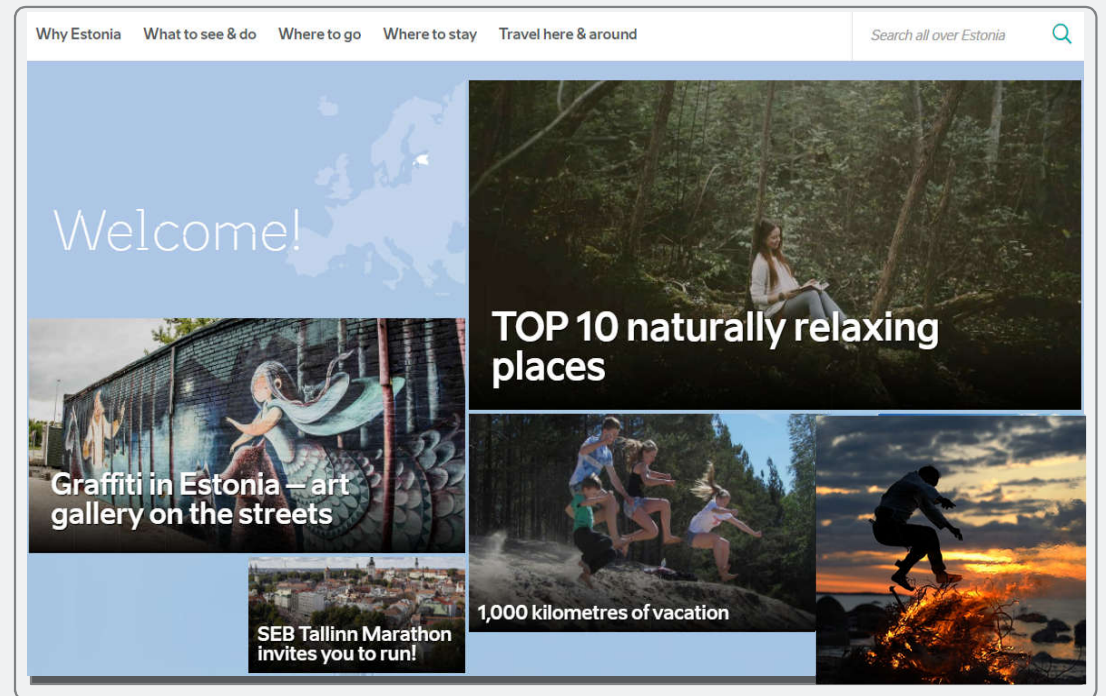 Why Estonia What to see & do Where to go Where to stay Travel here & around Search all over Estonia
Welcome!
TOP 10 naturally relaxing
places
Graffiti in Estonia – art
gallery on the streets
1,000 kilometres of vacation
SEB Tallinn Marathon
invites you to run!